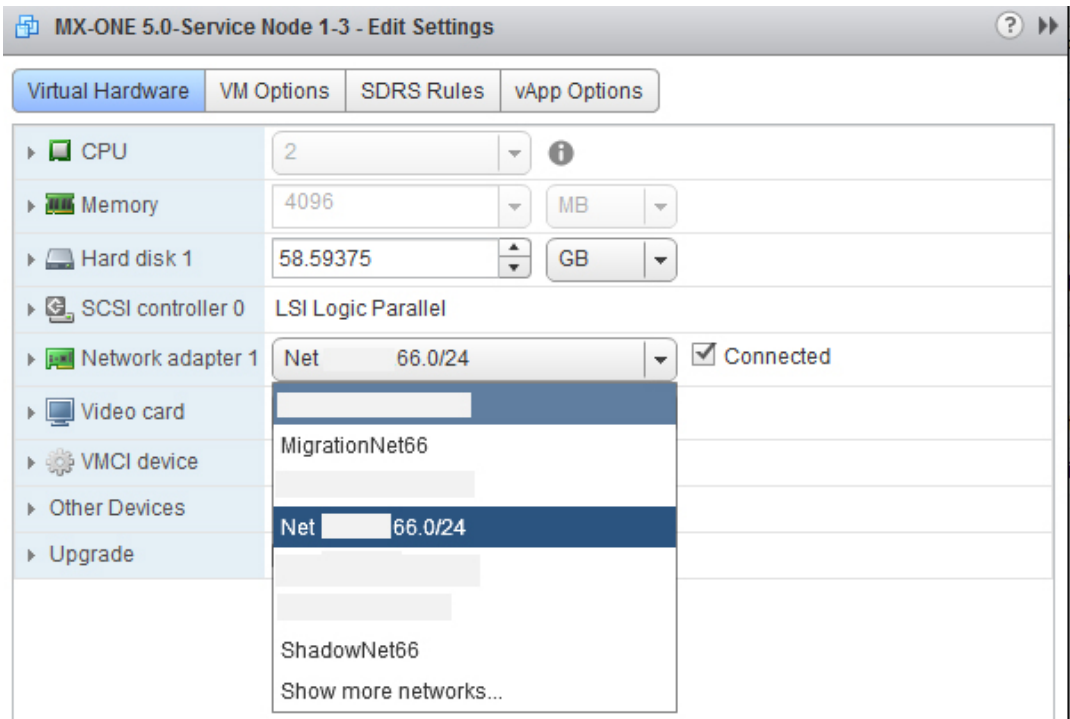 MX-ONE 5.0-Service Node 1-3 - Edit Settings ?
Virtual Hardware VM Options SDRS Rules vApp Options
CPU 2
Memory 4096 MB
Hard disk 1 58.59375 GB
SCSI controller 0 LSI Logic Parallel
Network adapter 1 Net 66.0/24 Connected
Video card
MigrationNet66
VMCI device
Other Devices
Net 66.0/24
Upgrade
ShadowNet66
Show more networks...